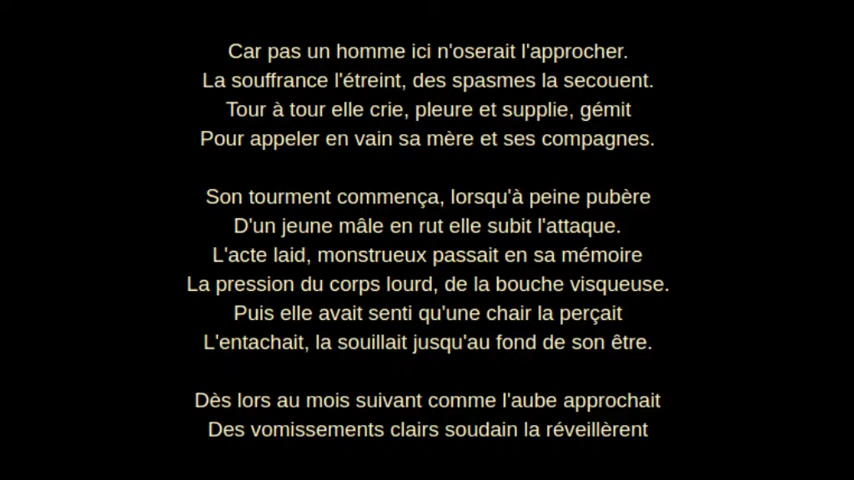 Car pas un homme ici n'oserait l'approcher.
La souffrance l'étreint, des spasmes la secouent.
Tour à tour elle crie, pleure et supplie, gémit
Pour appeler en vain sa mère et ses compagnes.
Son tourment commença, lorsqu'à peine pubère
D'un jeune mâle en rut elle subit l'attaque.
L'acte laid, monstrueux passait en sa mémoire
La pression du corps lourd, de la bouche visqueuse.
Puis elle avait senti qu'une chair la perçait
L'entachait, la souillait jusqu'au fond de son être.
Dès lors au mois suivant comme l'aube approchait
Des vomissements clairs soudain la réveillèrent